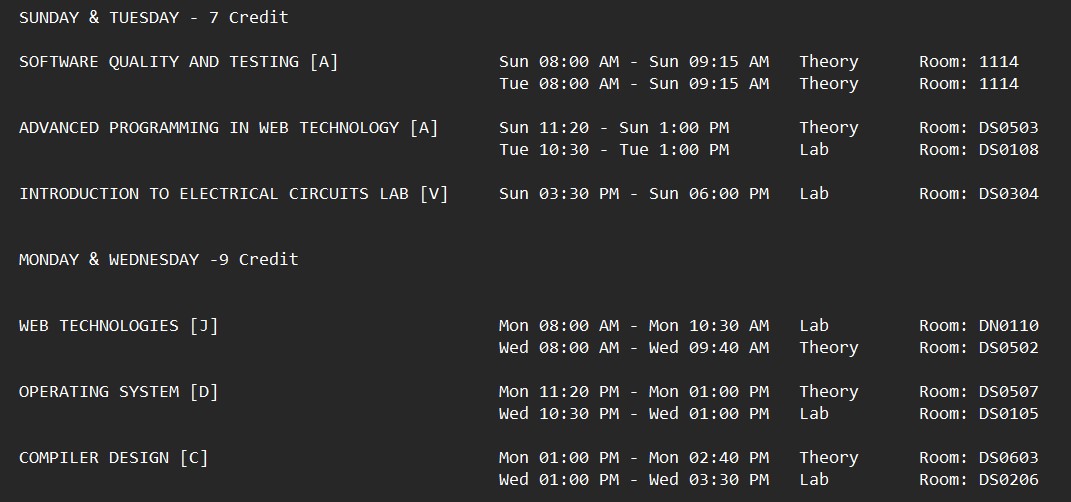 SUNDAY & TUESDAY - 7 Credit
SOFTWARE QUALITY AND TESTING [A] Sun 08:00 AM - Sun 09:15 AM Theory Room: 1114
Tue 08:00 AM - Sun 09:15 AM Theory Room: 1114
ADVANCED PROGRAMMING IN WEB TECHNOLOGY [A] Sun 11:20 - Sun 1:00 PM Theory Room: DS0503
Tue 10:30 - Tue 1:00 PM Lab Room: DS0108
INTRODUCTION TO ELECTRICAL CIRCUITS LAB [V] Sun 03:30 PM - Sun 06:00 PM Lab Room: DS0304
MONDAY & WEDNESDAY -9 Credit
WEB TECHNOLOGIES [J] Mon 08:00 AM - Mon 10:30 AM Lab Room: DN0110
Wed 08:00 AM - Wed 09:40 AM Theory Room: DS0502
OPERATING SYSTEM [D] Mon 11:20 PM - Mon 01:00 PM Theory Room: DS0507
Wed 10:30 PM - Wed 01:00 PM Lab Room: DS0105
COMPILER DESIGN [C] Mon 01:00 PM - Mon 02:40 PM Theory Room: DS0603
Wed 01:00 PM - Wed 03:30 PM Lab Room: DS0206